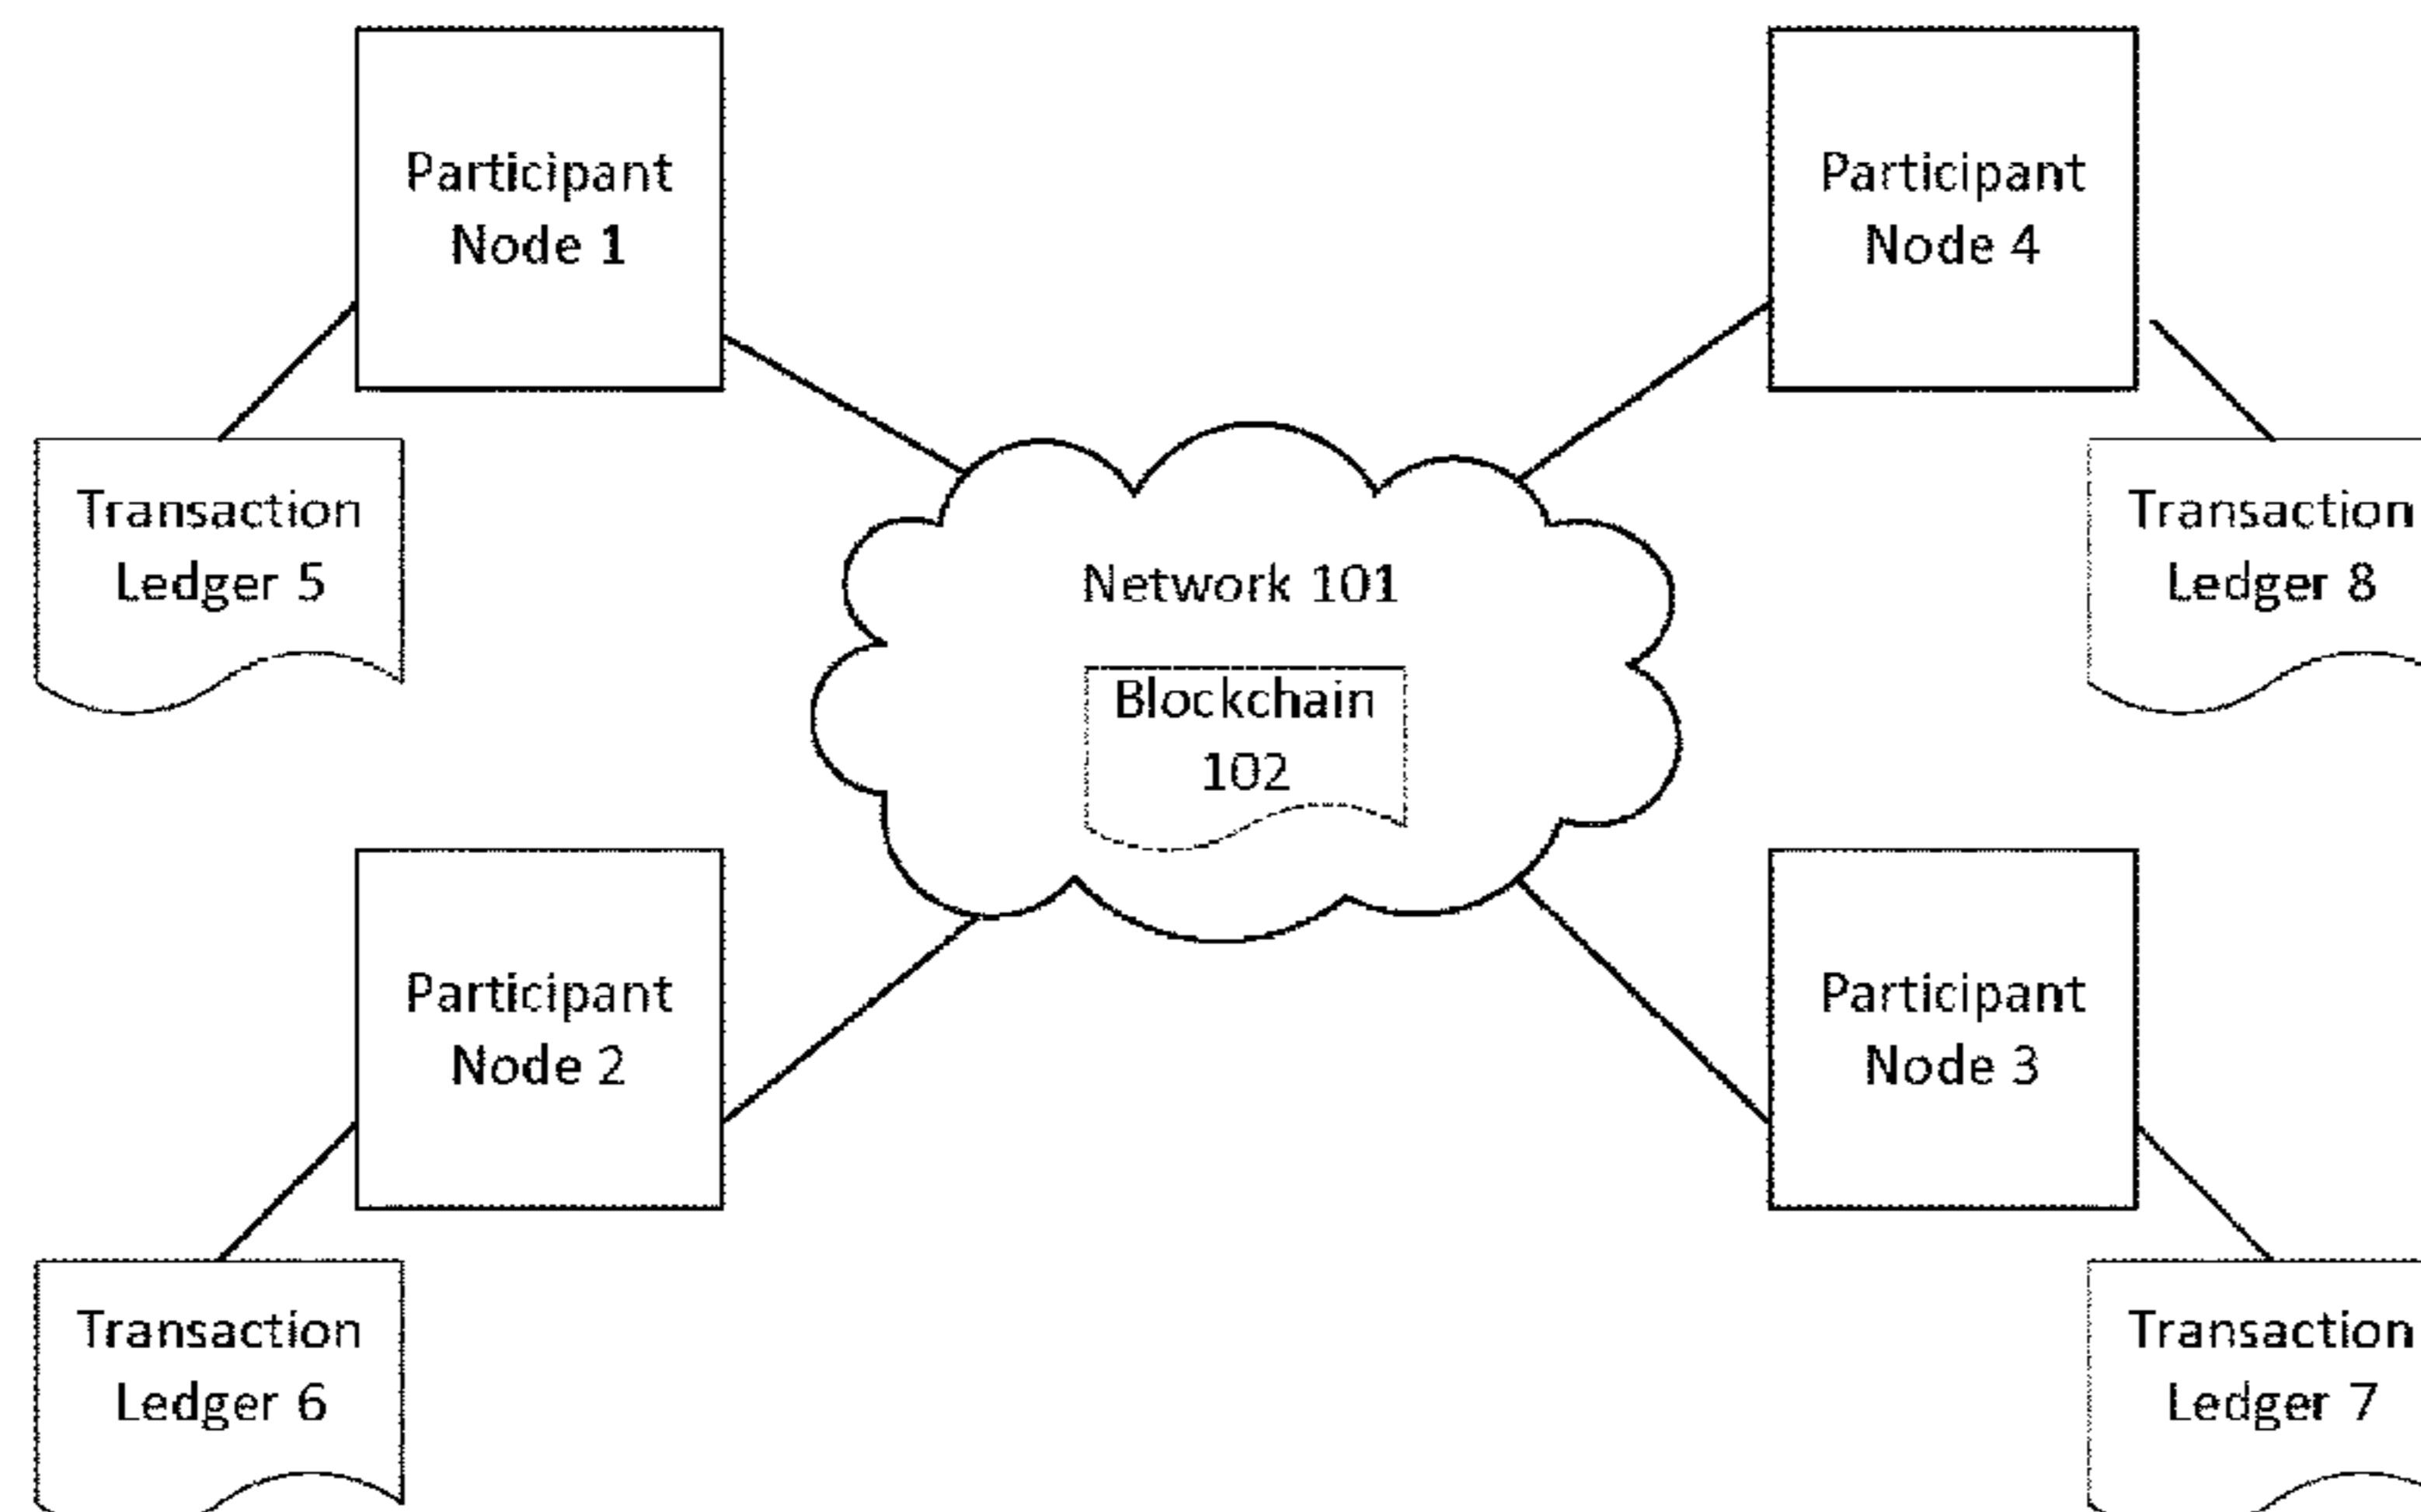 Participant
Node 1
Participant
Node 4
Transaction
Ledger 5
Network 101
Blockchain
102
Transaction
Ledger 8
Participant
Node 2
Participant
Node 3
Transaction
Ledger 6
Transaction
Ledger 7